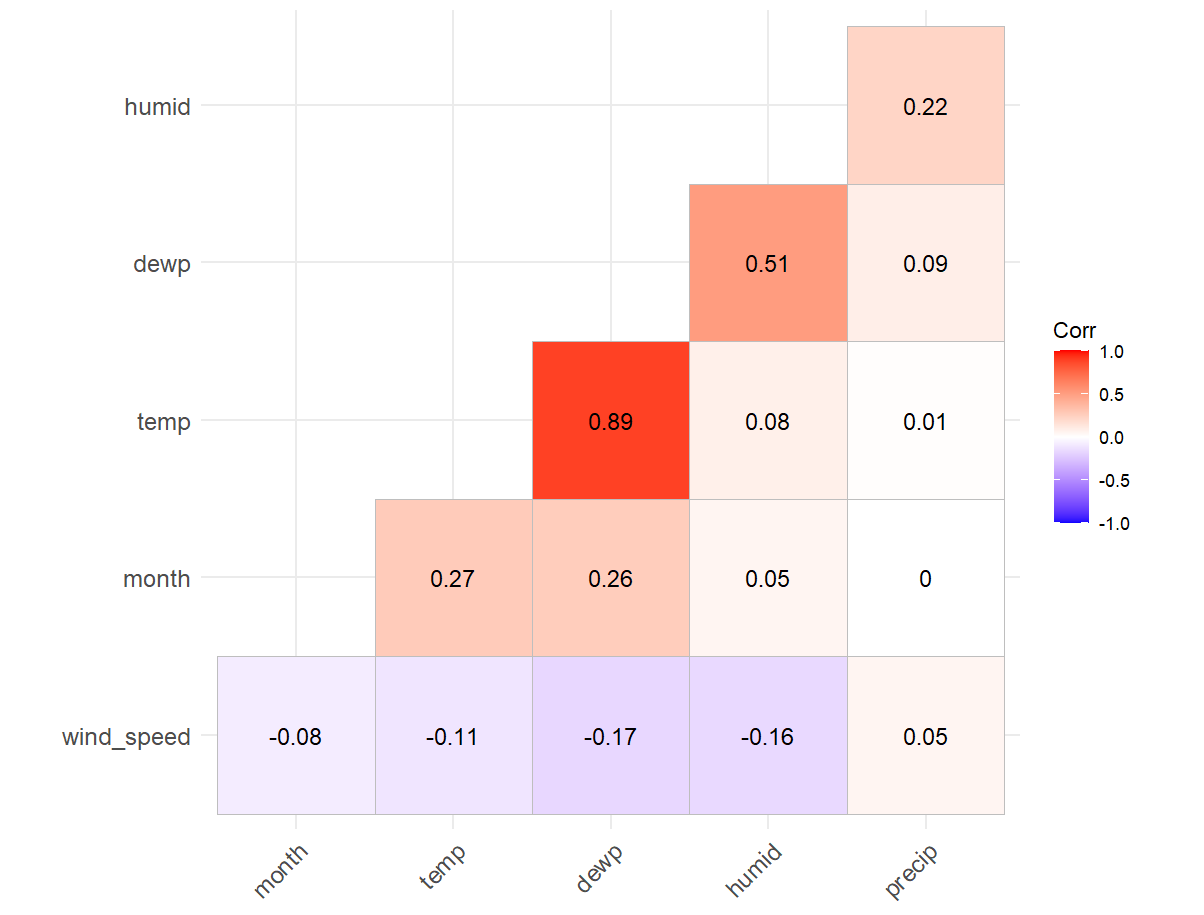 humid 0.22
dewp 0.51 0.09
Corr
1.0
temp 0.89 0.08 0.01
0.5
0.0
-0.5
-1.0
month 0.27 0.26 0.05 0
wind_speed -0.08 -0.11 -0.17 -0.16 0.05
month temp dewp humid precip